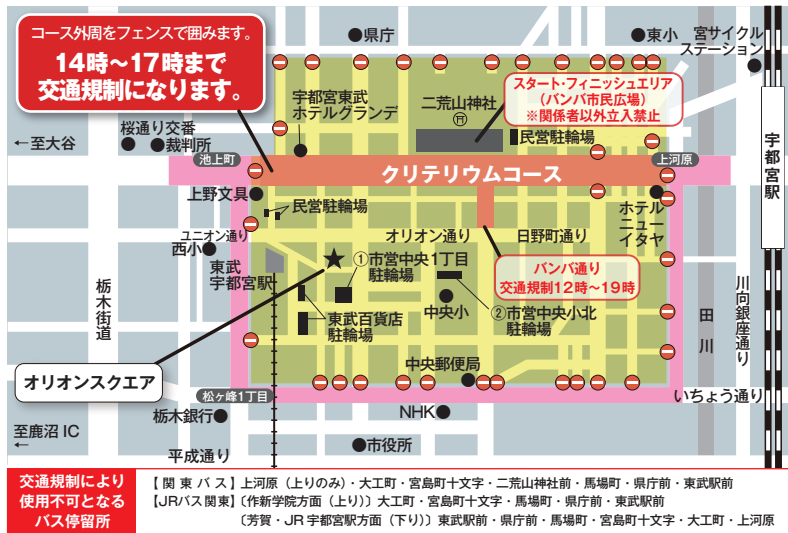 コース外周をフェンスで囲みます。
14時〜17時まで
交通規制になります。
県庁
東小
宮サイクル
ステーション
宇都宮東武
ホテルグランデ
二荒山神社
スタート・フィニッシュエリア
(バンバ市民広場)
※関係者以外立入禁止
民営駐輪場
桜通り交番
裁判所
←至大谷
池上町
上河原
クリテリウムコース
宇都宮駅
上野文具
民営駐輪場
ユニオン通り
西小
オリオン通り
日野町通り
ホテル
ニュー
イタヤ
東武
宇都宮駅
①市営中央1丁目
駐輪場
バンバ通り
交通規制12時〜19時
栃木街道
東武百貨店
駐輪場
中央小
②市営中央小北
駐輪場
田川
川向銀座通り
オリオンスクエア
中央郵便局
松ヶ峰1丁目
いちょう通り
栃木銀行
NHK
至鹿沼 IC
←
平成通り
市役所
交通規制により
使用不可となる
バス停留所
【関東バス】上河原(上りのみ)・大工町・宮島町十文字・二荒山神社前・馬場町・県庁前・東武駅前
【JRバス関東】〔作新学院方面(上り)〕大工町・宮島町十文字・馬場町・県庁前・東武駅前
〔芳賀・JR宇都宮駅方面(下り)〕東武駅前・県庁前・馬場町・宮島町十文字・大工町・上河原